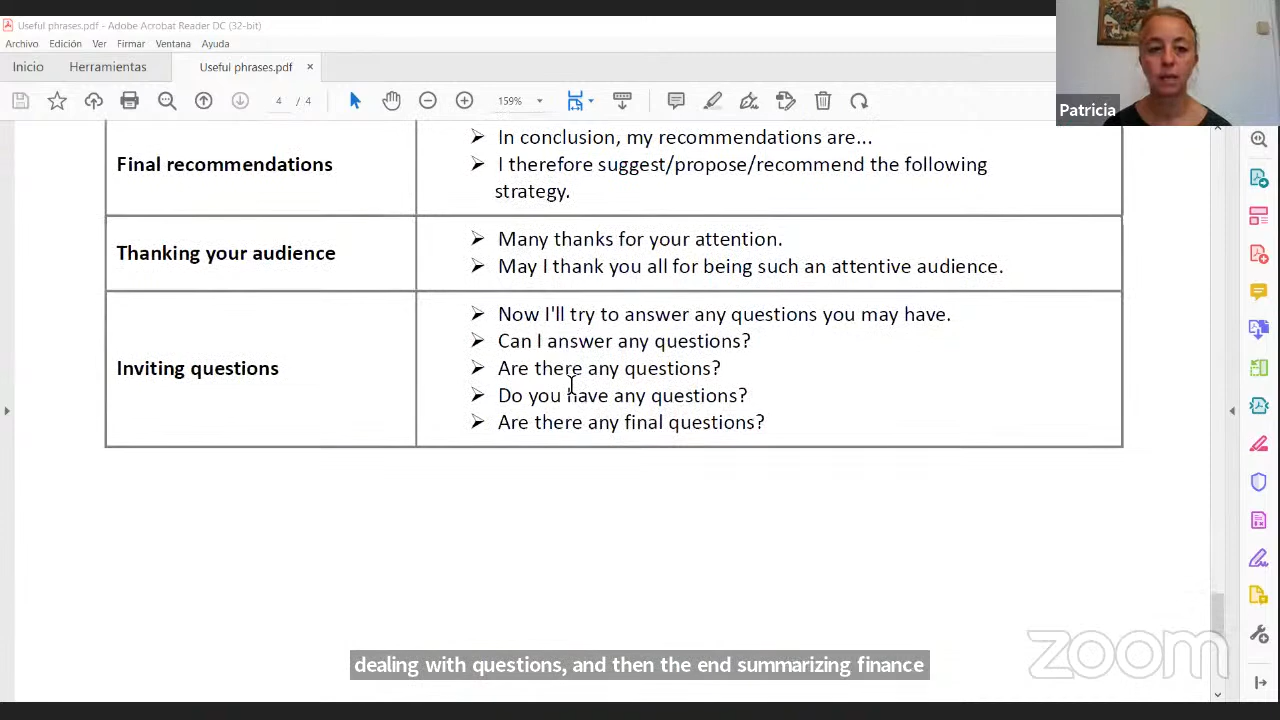 Useful phrases.pdf - Adobe Acrobat Reader DC (32-bit)
Archivo Edición Ver Firmar Ventana Ayuda
Inicio Herramientas Useful phrases.pdf ×
4 / 4 159%
Patricia
Final recommendations
➢ In conclusion, my recommendations are...
➢ I therefore suggest/propose/recommend the following
strategy.
Thanking your audience
➢ Many thanks for your attention.
➢ May I thank you all for being such an attentive audience.
Inviting questions
➢ Now I'll try to answer any questions you may have.
➢ Can I answer any questions?
➢ Are there any questions?
➢ Do you have any questions?
➢ Are there any final questions?
zoom
dealing with questions, and then the end summarizing finance